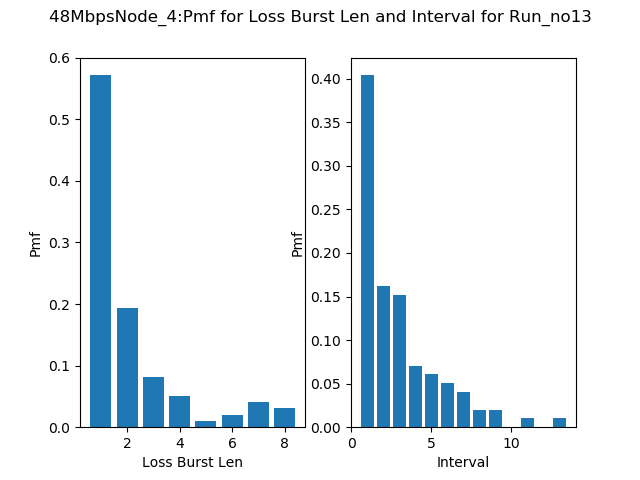 48MbpsNode_4:Pmf for Loss Burst Len and Interval for Run_no13
0.6
0.5
0.4
0.3
0.2
0.1
0.0
Pmf
2 4 6 8
Loss Burst Len
0.40
0.35
0.30
0.25
0.20
0.15
0.10
0.05
0.00
Pmf
0 5 10
Interval